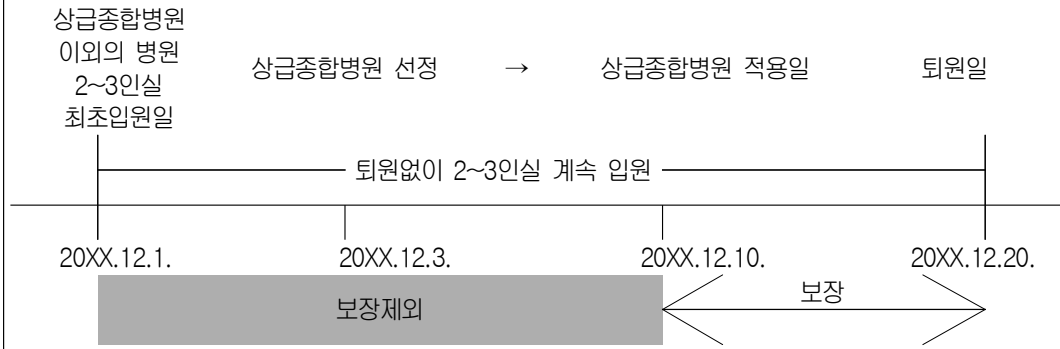 상급종합병원
이외의 병원
2~3인실
최초입원일
상급종합병원 선정 → 상급종합병원 적용일 퇴원일
퇴원없이 2~3인실 계속 입원
20XX.12.1. 20XX.12.3. 20XX.12.10. 20XX.12.20.
보장제외 보장